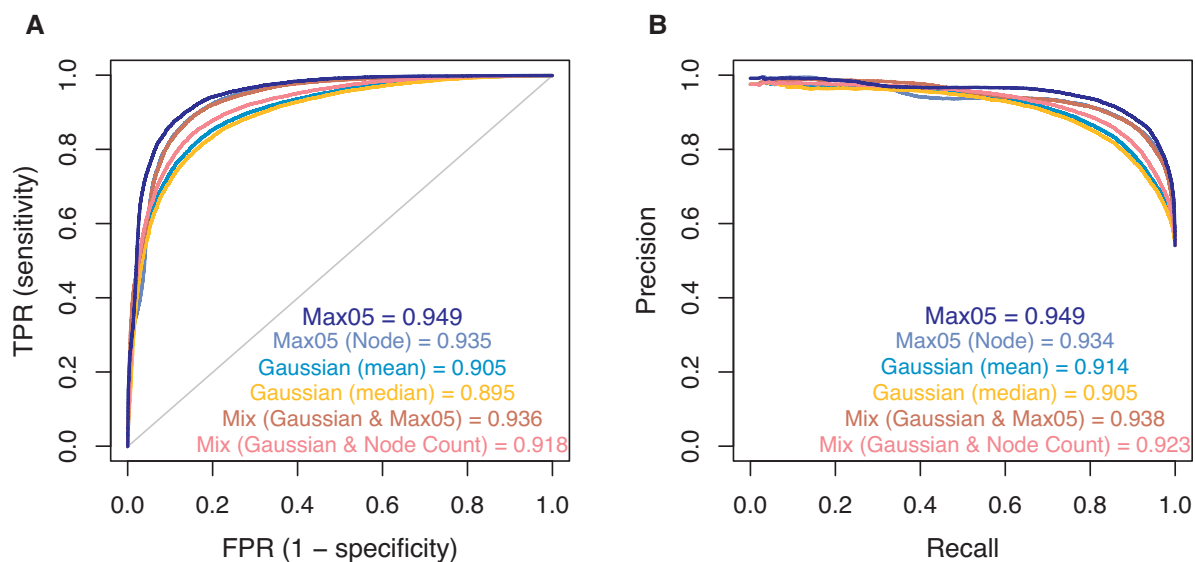 A
1.0
0.8
0.6
0.4
0.2
0.0
TPR (sensitivity)
Max05 = 0.949
Max05 (Node) = 0.935
Gaussian (mean) = 0.905
Gaussian (median) = 0.895
Mix (Gaussian & Max05) = 0.936
Mix (Gaussian & Node Count) = 0.918
0.0 0.2 0.4 0.6 0.8 1.0
FPR (1 − specificity)
B
1.0
0.8
0.6
0.4
0.2
0.0
Precision
Max05 = 0.949
Max05 (Node) = 0.934
Gaussian (mean) = 0.914
Gaussian (median) = 0.905
Mix (Gaussian & Max05) = 0.938
Mix (Gaussian & Node Count) = 0.923
0.0 0.2 0.4 0.6 0.8 1.0
Recall